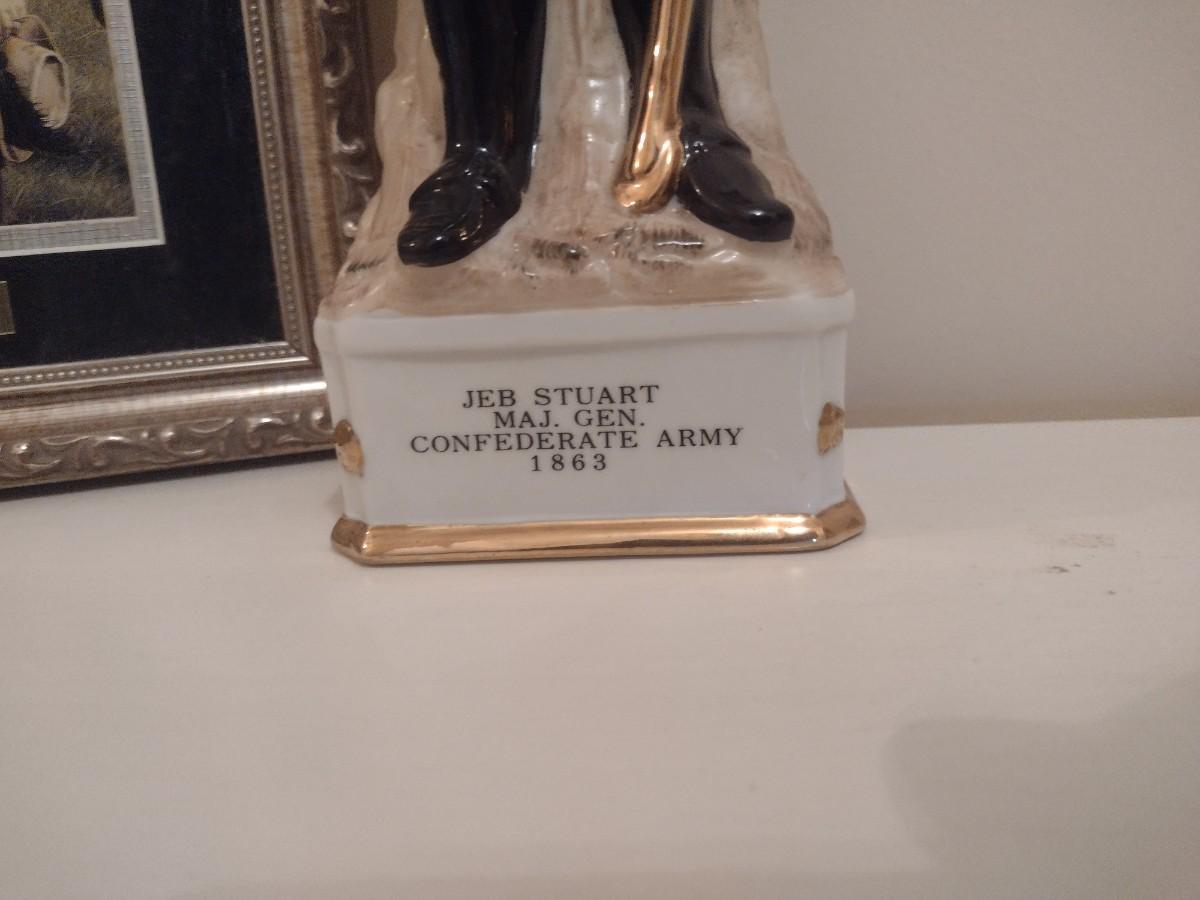 JEB STUART
MAJ. GEN.
CONFEDERATE ARMY
1863